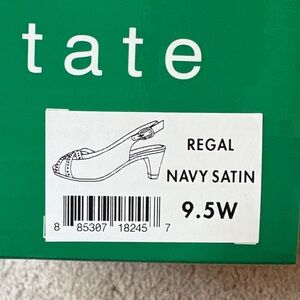 tate
REGAL
NAVY SATIN
9.5W
8 85307 18245 7